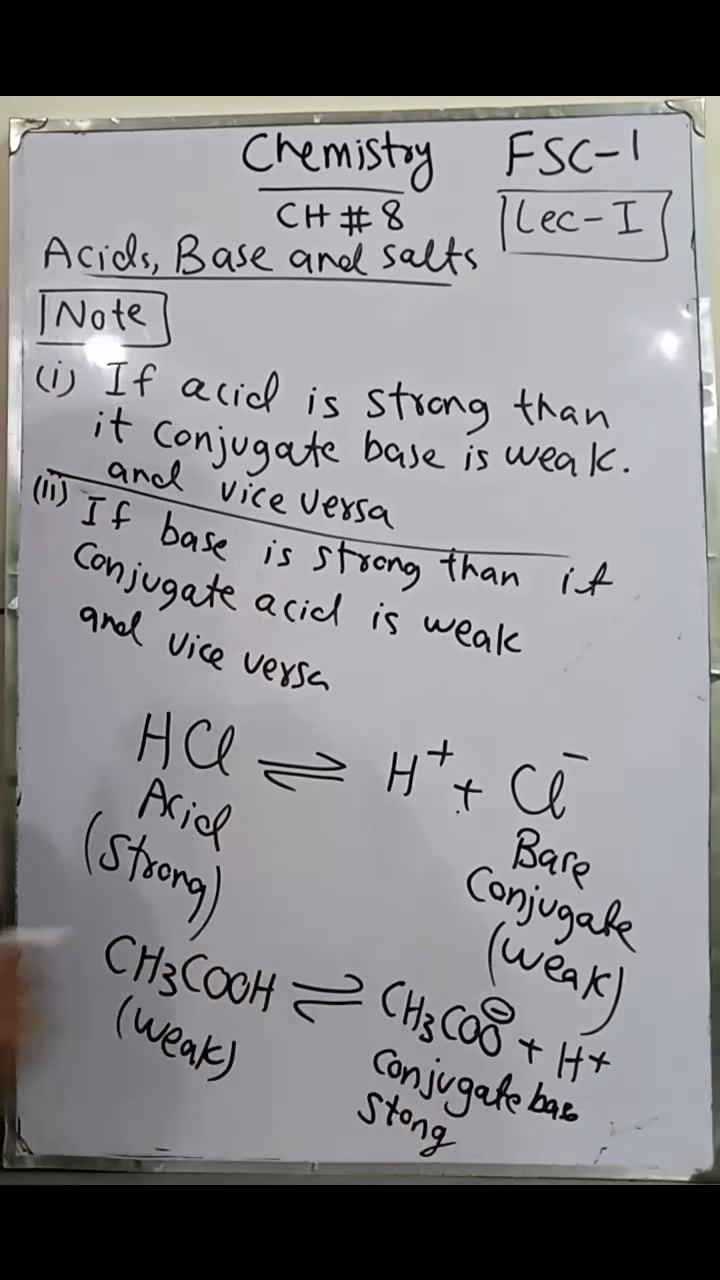 Chemistry FSC-1
CH # 8 Lec-I
Acids, Base and salts
Note
(i) If acid is strong than
it conjugate base is weak.
and vice versa
(ii) If base is strong than it
conjugate acid is weak
and vice versa
HCl ⇌ H⁺ + Cl⁻
Acid
(Strong)
Base
Conjugate
(weak)
CH3COOH ⇌ CH3COO⊖ + H+
(weak)
conjugate base
stong